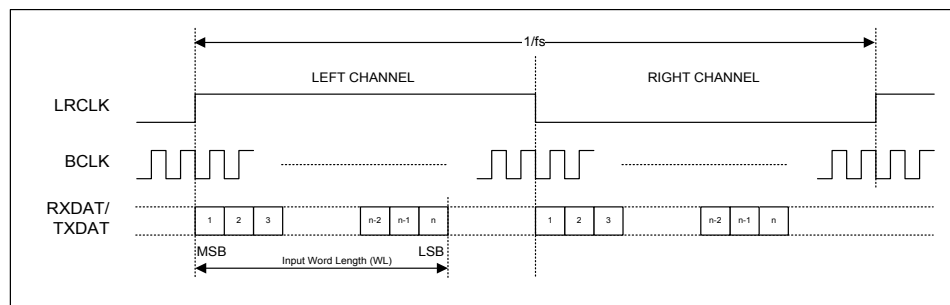 1/fs
LEFT CHANNEL
RIGHT CHANNEL
LRCLK
BCLK
RXDAT/
TXDAT
1 2 3 n-2 n-1 n 1 2 3 n-2 n-1 n
MSB LSB
Input Word Length (WL)